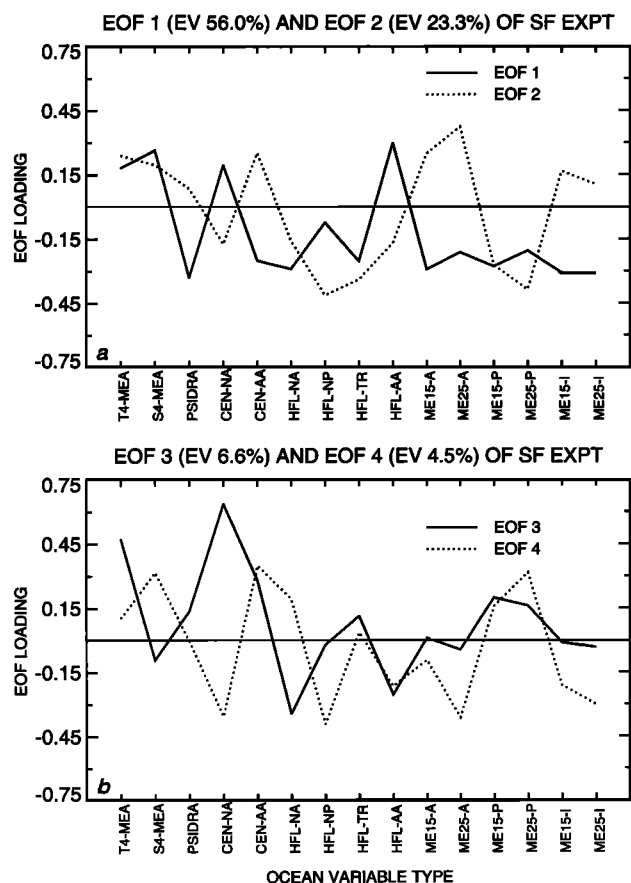 EOF 1 (EV 56.0%) AND EOF 2 (EV 23.3%) OF SF EXPT
0.75
0.45
0.15
-0.15
-0.45
-0.75
EOF LOADING
EOF 1
EOF 2
a
T4-MEA
S4-MEA
PSIDRA
CEN-NA
CEN-AA
HFL-NA
HFL-NP
HFL-TR
HFL-AA
ME15-A
ME25-A
ME15-P
ME25-P
ME15-I
ME25-I
EOF 3 (EV 6.6%) AND EOF 4 (EV 4.5%) OF SF EXPT
0.75
0.45
0.15
-0.15
-0.45
-0.75
EOF LOADING
EOF 3
EOF 4
b
T4-MEA
S4-MEA
PSIDRA
CEN-NA
CEN-AA
HFL-NA
HFL-NP
HFL-TR
HFL-AA
ME15-A
ME25-A
ME15-P
ME25-P
ME15-I
ME25-I
OCEAN VARIABLE TYPE